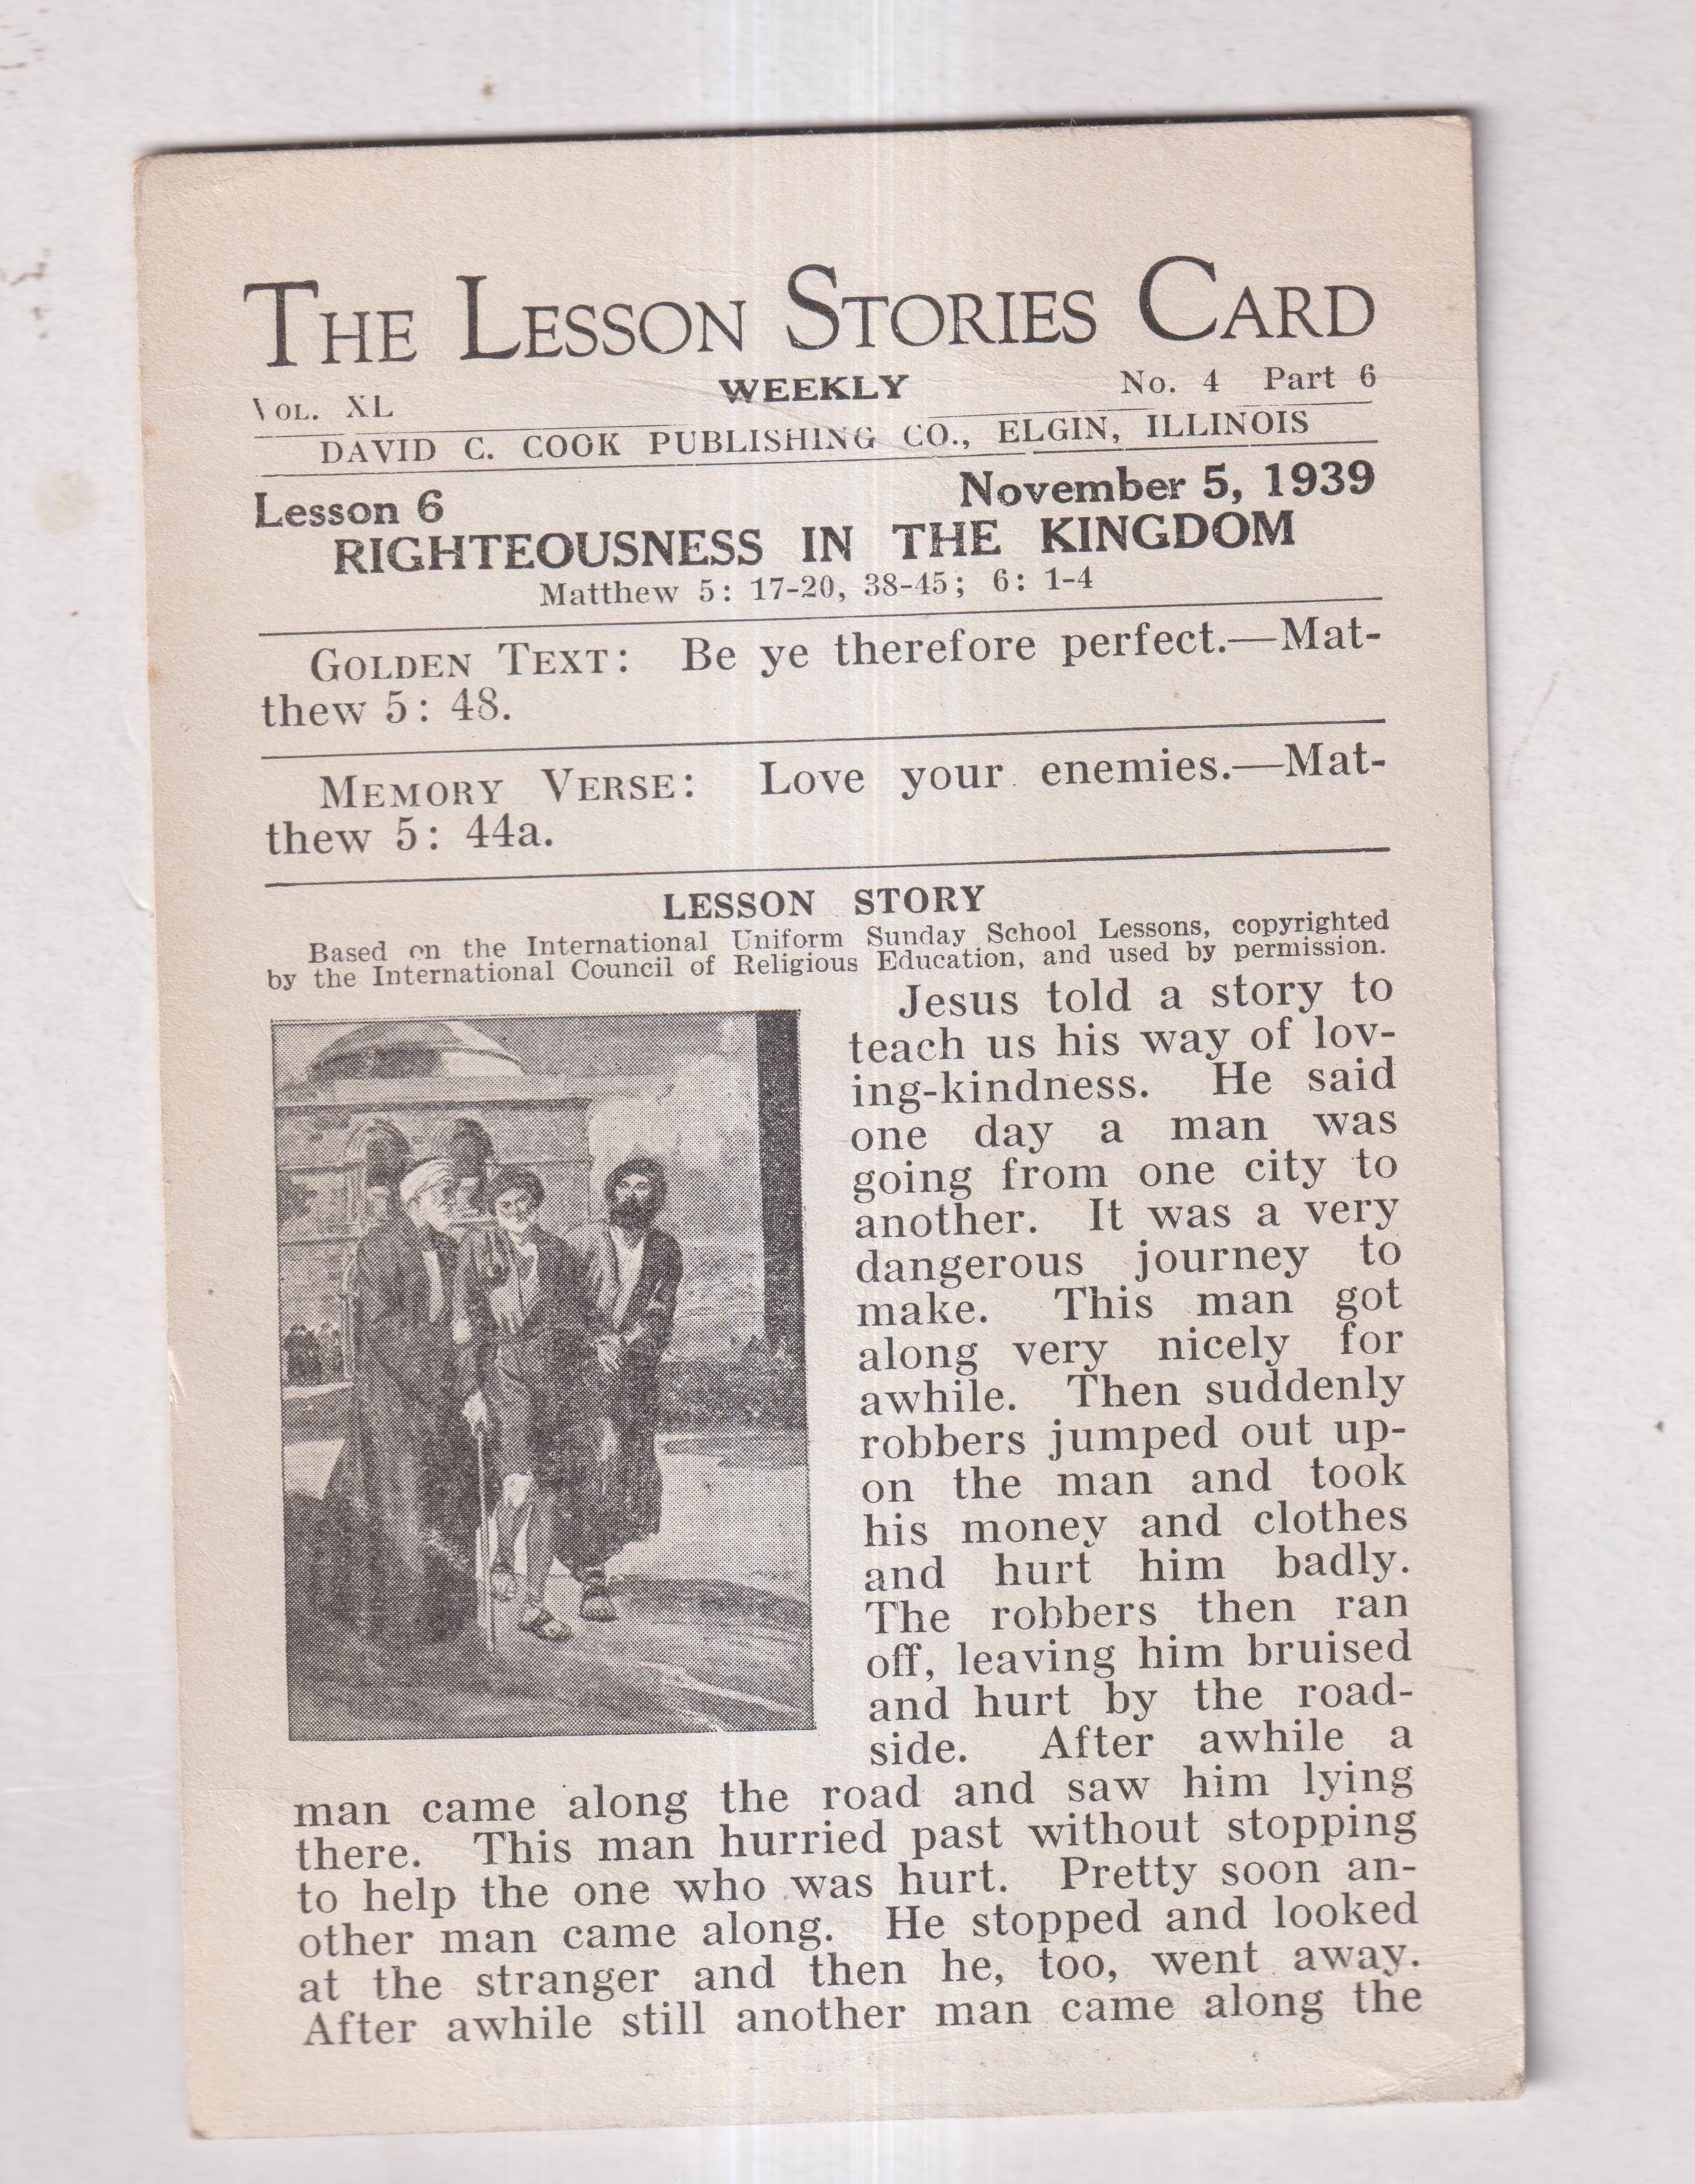 THE LESSON STORIES CARD
VOL. XL WEEKLY No. 4 Part 6
DAVID C. COOK PUBLISHING CO., ELGIN, ILLINOIS
Lesson 6 November 5, 1939
RIGHTEOUSNESS IN THE KINGDOM
Matthew 5: 17-20, 38-45; 6: 1-4
GOLDEN TEXT: Be ye therefore perfect.—Mat-
thew 5: 48.
MEMORY VERSE: Love your enemies.—Mat-
thew 5: 44a.
LESSON STORY
Based on the International Uniform Sunday School Lessons, copyrighted
by the International Council of Religious Education, and used by permission.
Jesus told a story to
teach us his way of lov-
ing-kindness. He said
one day a man was
going from one city to
another. It was a very
dangerous journey to
make. This man got
along very nicely for
awhile. Then suddenly
robbers jumped out up-
on the man and took
his money and clothes
and hurt him badly.
The robbers then ran
off, leaving him bruised
and hurt by the road-
side. After awhile a
man came along the road and saw him lying
there. This man hurried past without stopping
to help the one who was hurt. Pretty soon an-
other man came along. He stopped and looked
at the stranger and then he, too, went away.
After awhile still another man came along the